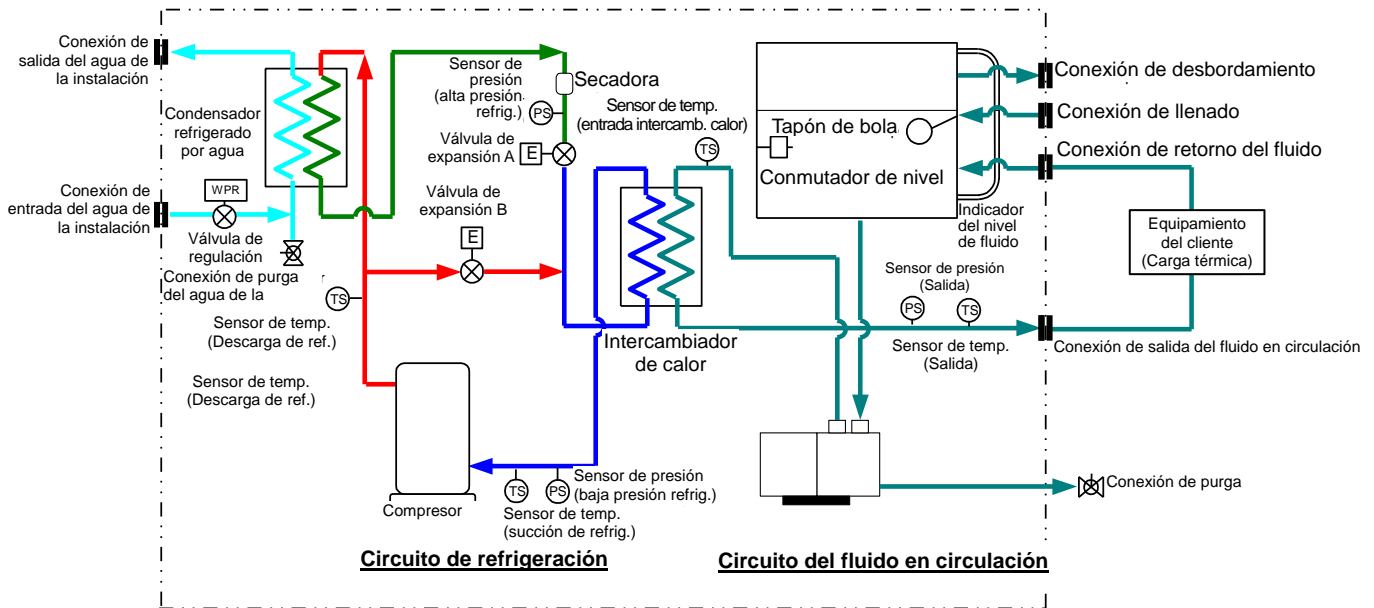 Conexión de
salida del agua de
la instalación
Condensador
refrigerado
por agua
Conexión de
entrada del agua de
la instalación
WPR
Válvula de
regulación
Conexión de purga
del agua de la
TS
Sensor de temp.
(Descarga de ref.)
Sensor de temp.
(Descarga de ref.)
Sensor de
presión
(alta presión
refrig.)
PS
Secadora
Válvula de
expansión A
E
Válvula de
expansión B
E
Sensor de temp.
(entrada intercamb. calor)
TS
Intercambiador
de calor
Compresor
TS
PS
Sensor de presión
(baja presión refrig.)
Sensor de temp.
(succión de refrig.)
Circuito de refrigeración
Tapón de bola
Conmutador de nivel
Indicador
del nivel
de fluido
Conexión de desbordamiento
Conexión de llenado
Conexión de retorno del fluido
Equipamiento
del cliente
(Carga térmica)
Sensor de presión
(Salida)
PS
TS
Sensor de temp.
(Salida)
Conexión de salida del fluido en circulación
Conexión de purga
Circuito del fluido en circulación